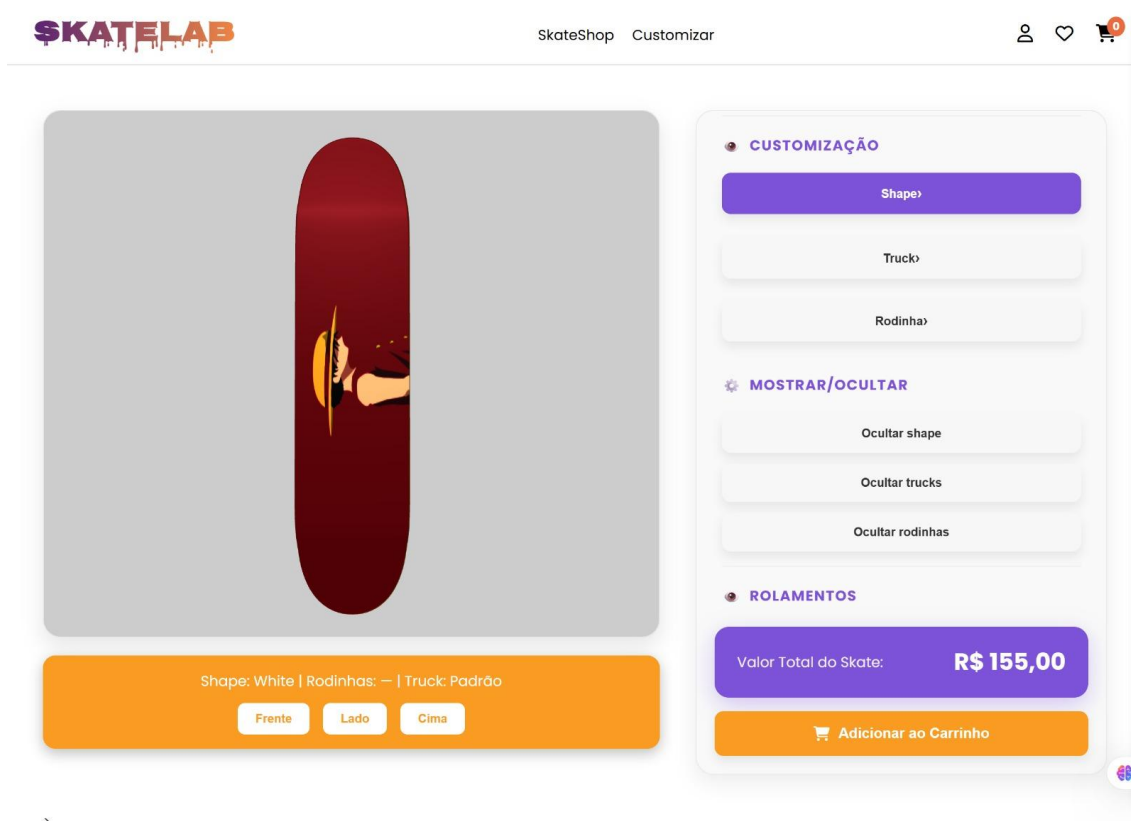 SKATELAB
SkateShop Customizar
0
CUSTOMIZAÇÃO
Shape›
Truck›
Rodinha›
MOSTRAR/OCULTAR
Ocultar shape
Ocultar trucks
Ocultar rodinhas
ROLAMENTOS
Valor Total do Skate: R$ 155,00
Adicionar ao Carrinho
Shape: White | Rodinhas: — | Truck: Padrão
Frente Lado Cima